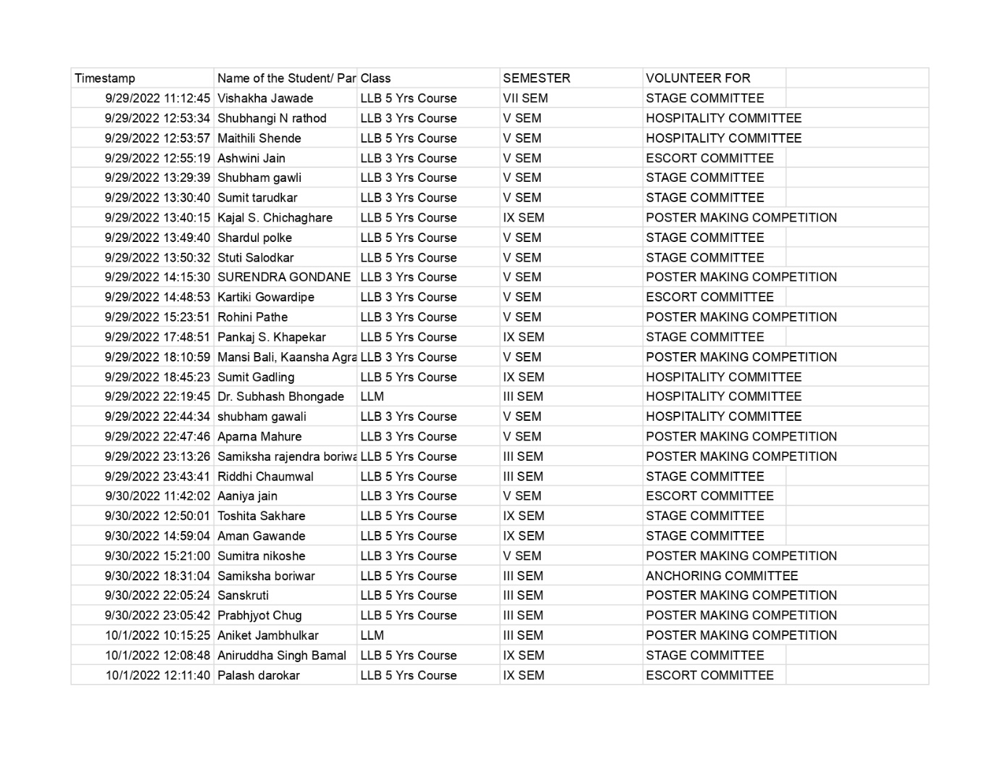 Timestamp Name of the Student/ Par Class SEMESTER VOLUNTEER FOR
9/29/2022 11:12:45 Vishakha Jawade LLB 5 Yrs Course VII SEM STAGE COMMITTEE
9/29/2022 12:53:34 Shubhangi N rathod LLB 3 Yrs Course V SEM HOSPITALITY COMMITTEE
9/29/2022 12:53:57 Maithili Shende LLB 5 Yrs Course V SEM HOSPITALITY COMMITTEE
9/29/2022 12:55:19 Ashwini Jain LLB 3 Yrs Course V SEM ESCORT COMMITTEE
9/29/2022 13:29:39 Shubham gawli LLB 3 Yrs Course V SEM STAGE COMMITTEE
9/29/2022 13:30:40 Sumit tarudkar LLB 3 Yrs Course V SEM STAGE COMMITTEE
9/29/2022 13:40:15 Kajal S. Chichaghare LLB 5 Yrs Course IX SEM POSTER MAKING COMPETITION
9/29/2022 13:49:40 Shardul polke LLB 5 Yrs Course V SEM STAGE COMMITTEE
9/29/2022 13:50:32 Stuti Salodkar LLB 5 Yrs Course V SEM STAGE COMMITTEE
9/29/2022 14:15:30 SURENDRA GONDANE LLB 3 Yrs Course V SEM POSTER MAKING COMPETITION
9/29/2022 14:48:53 Kartiki Gowardipe LLB 3 Yrs Course V SEM ESCORT COMMITTEE
9/29/2022 15:23:51 Rohini Pathe LLB 3 Yrs Course V SEM POSTER MAKING COMPETITION
9/29/2022 17:48:51 Pankaj S. Khapekar LLB 5 Yrs Course IX SEM STAGE COMMITTEE
9/29/2022 18:10:59 Mansi Bali, Kaansha Agra LLB 3 Yrs Course V SEM POSTER MAKING COMPETITION
9/29/2022 18:45:23 Sumit Gadling LLB 5 Yrs Course IX SEM HOSPITALITY COMMITTEE
9/29/2022 22:19:45 Dr. Subhash Bhongade LLM III SEM HOSPITALITY COMMITTEE
9/29/2022 22:44:34 shubham gawali LLB 3 Yrs Course V SEM HOSPITALITY COMMITTEE
9/29/2022 22:47:46 Aparna Mahure LLB 3 Yrs Course V SEM POSTER MAKING COMPETITION
9/29/2022 23:13:26 Samiksha rajendra boriwa LLB 5 Yrs Course III SEM POSTER MAKING COMPETITION
9/29/2022 23:43:41 Riddhi Chaumwal LLB 5 Yrs Course III SEM STAGE COMMITTEE
9/30/2022 11:42:02 Aaniya jain LLB 3 Yrs Course V SEM ESCORT COMMITTEE
9/30/2022 12:50:01 Toshita Sakhare LLB 5 Yrs Course IX SEM STAGE COMMITTEE
9/30/2022 14:59:04 Aman Gawande LLB 5 Yrs Course IX SEM STAGE COMMITTEE
9/30/2022 15:21:00 Sumitra nikoshe LLB 3 Yrs Course V SEM POSTER MAKING COMPETITION
9/30/2022 18:31:04 Samiksha boriwar LLB 5 Yrs Course III SEM ANCHORING COMMITTEE
9/30/2022 22:05:24 Sanskruti LLB 5 Yrs Course III SEM POSTER MAKING COMPETITION
9/30/2022 23:05:42 Prabhjyot Chug LLB 5 Yrs Course III SEM POSTER MAKING COMPETITION
10/1/2022 10:15:25 Aniket Jambhulkar LLM III SEM POSTER MAKING COMPETITION
10/1/2022 12:08:48 Aniruddha Singh Bamal LLB 5 Yrs Course IX SEM STAGE COMMITTEE
10/1/2022 12:11:40 Palash darokar LLB 5 Yrs Course IX SEM ESCORT COMMITTEE